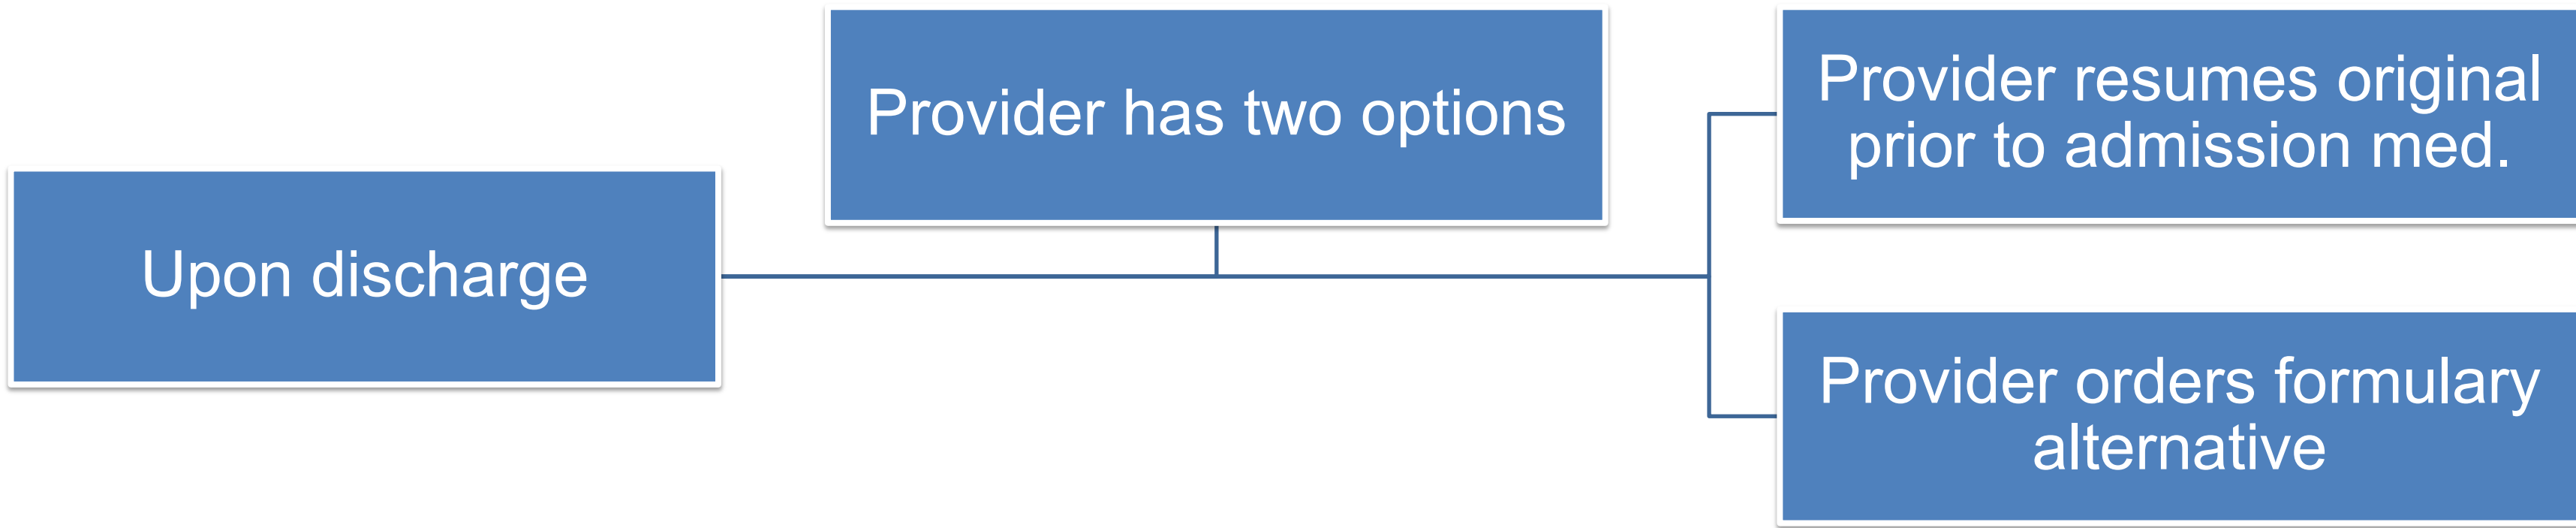 Upon discharge
Provider has two options
Provider resumes original
prior to admission med.
Provider orders formulary
alternative